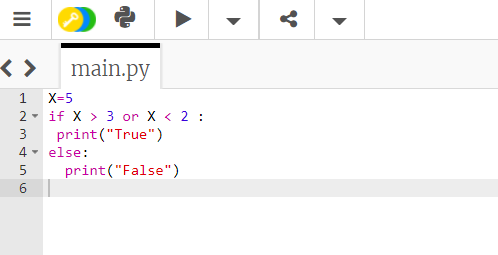 main.py
1 X=5
2 if X > 3 or X < 2 :
3  print("True")
4 else:
5   print("False")
6